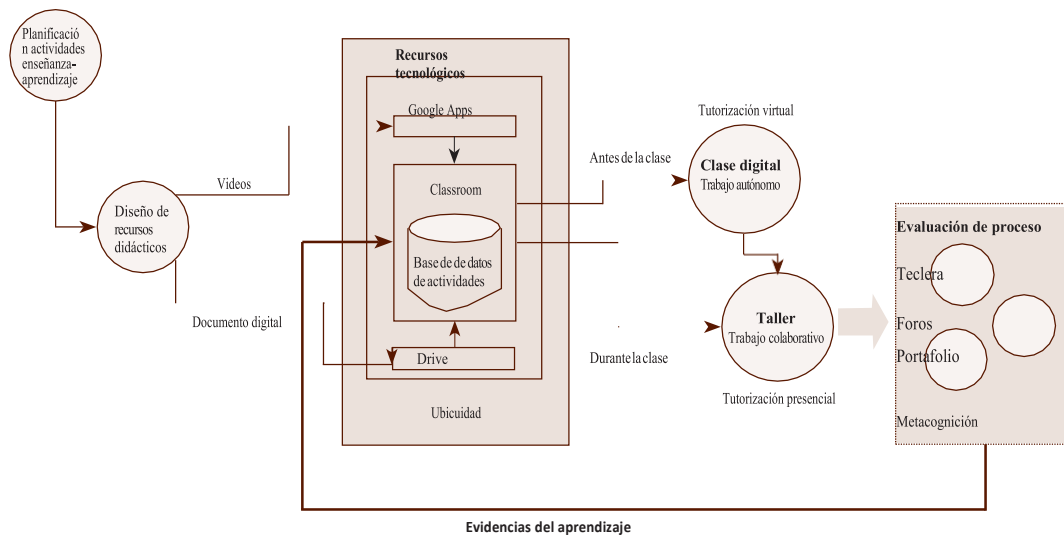 Planificació
n actividades
enseñanza-
aprendizaje
Diseño de
recursos
didácticos
Videos
Documento digital
Recursos
tecnológicos
Google Apps
Classroom
Base de de datos
de actividades
Drive
Ubicuidad
Antes de la clase
Durante la clase
Tutorización virtual
Clase digital
Trabajo autónomo
Taller
Trabajo colaborativo
Tutorización presencial
Evaluación de proceso
Teclera
Foros
Portafolio
Metacognición
Evidencias del aprendizaje